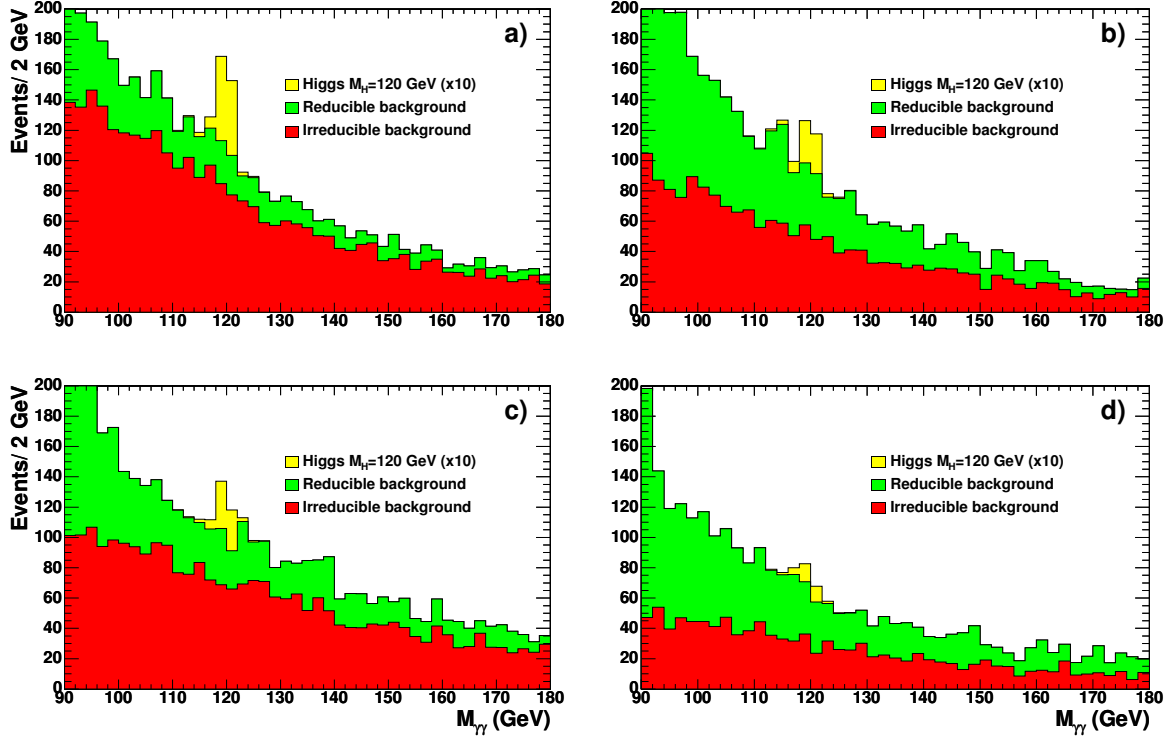 a)
b)
Events/ 2 GeV
200
180
160
140
120
100
80
60
40
20
0
Higgs M_H=120 GeV (x10)
Reducible background
Irreducible background
90 100 110 120 130 140 150 160 170 180
200
180
160
140
120
100
80
60
40
20
0
Higgs M_H=120 GeV (x10)
Reducible background
Irreducible background
90 100 110 120 130 140 150 160 170 180
c)
d)
Events/ 2 GeV
200
180
160
140
120
100
80
60
40
20
0
Higgs M_H=120 GeV (x10)
Reducible background
Irreducible background
90 100 110 120 130 140 150 160 170 180
M_γγ (GeV)
200
180
160
140
120
100
80
60
40
20
0
Higgs M_H=120 GeV (x10)
Reducible background
Irreducible background
90 100 110 120 130 140 150 160 170 180
M_γγ (GeV)